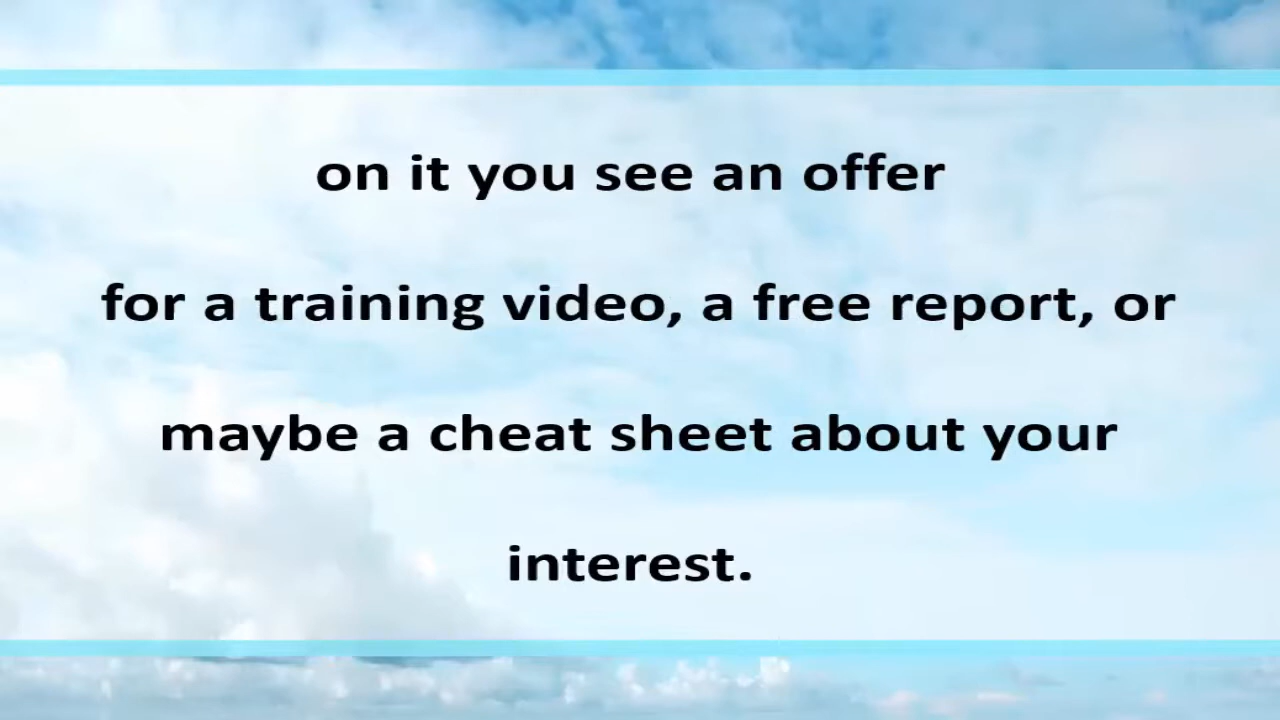 on it you see an offer
for a training video, a free report, or
maybe a cheat sheet about your
interest.